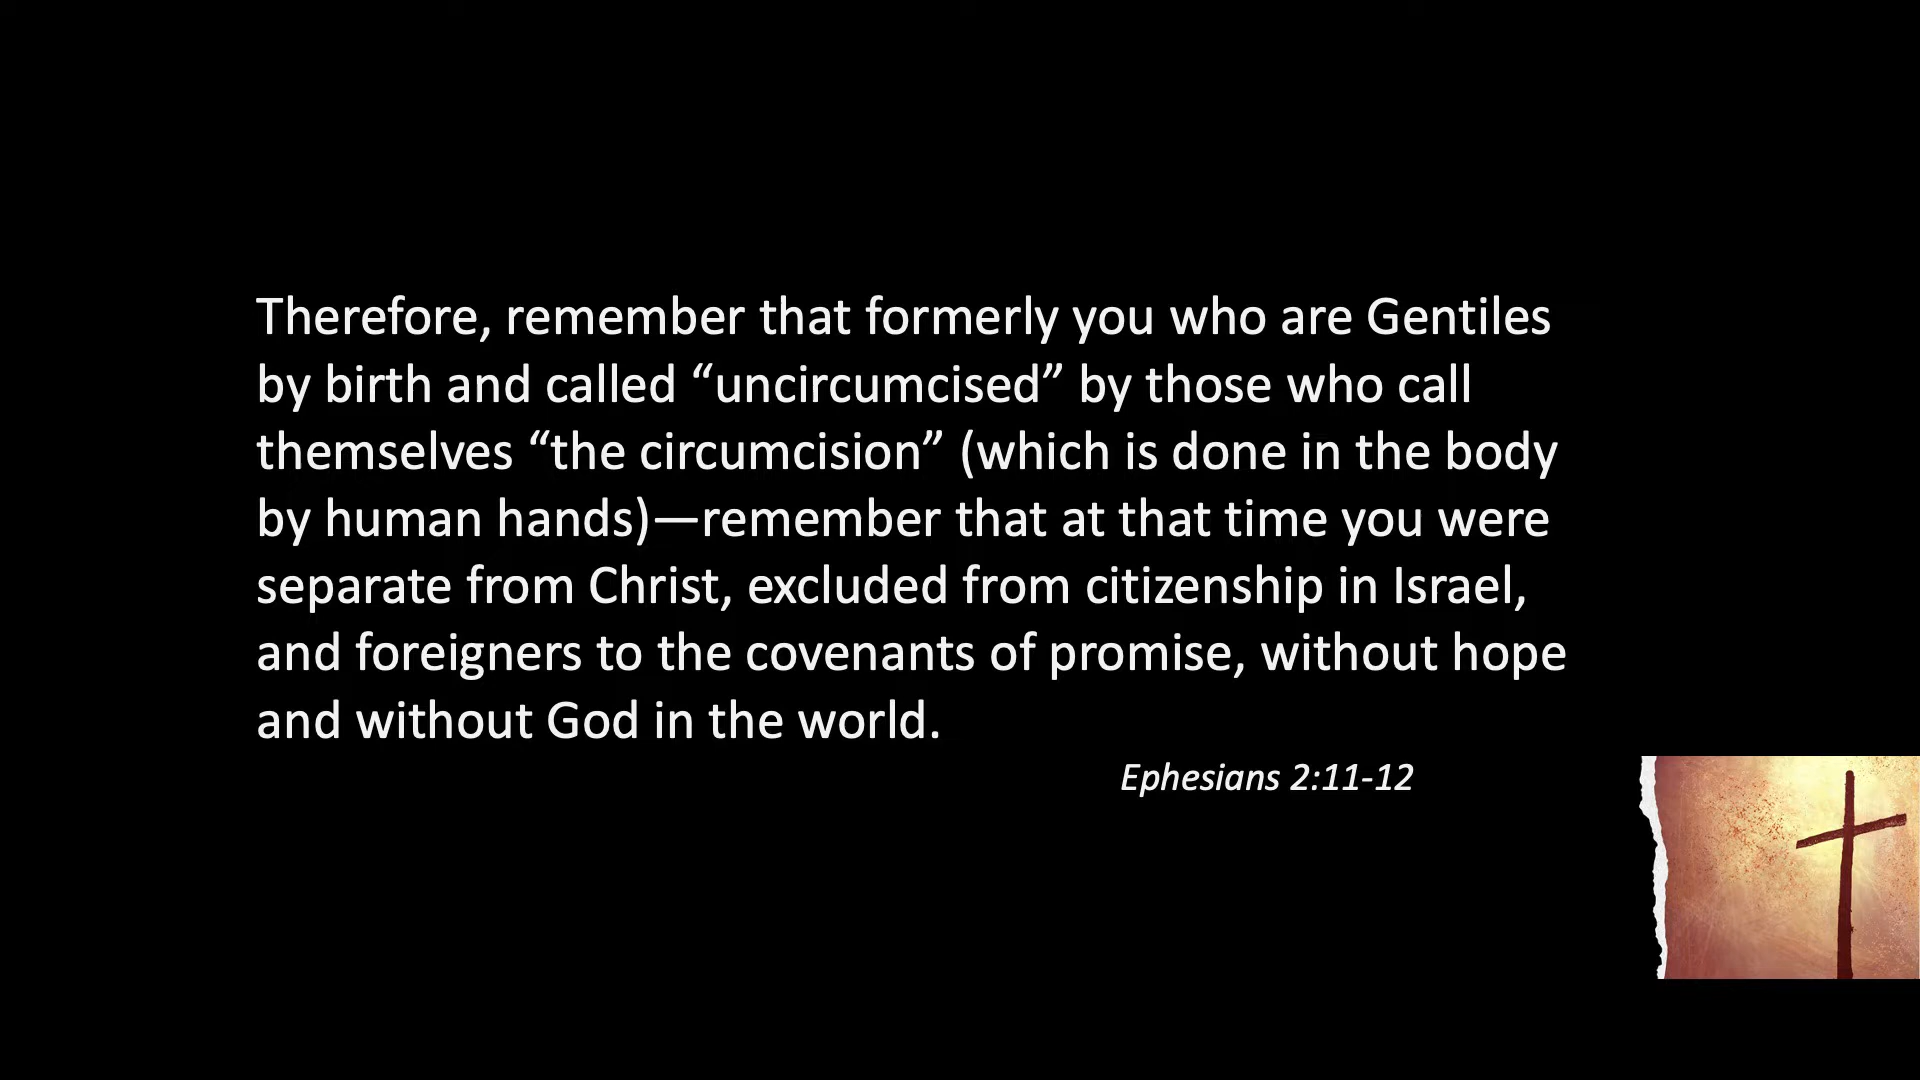 Therefore, remember that formerly you who are Gentiles
by birth and called “uncircumcised” by those who call
themselves “the circumcision” (which is done in the body
by human hands)—remember that at that time you were
separate from Christ, excluded from citizenship in Israel,
and foreigners to the covenants of promise, without hope
and without God in the world.
Ephesians 2:11-12